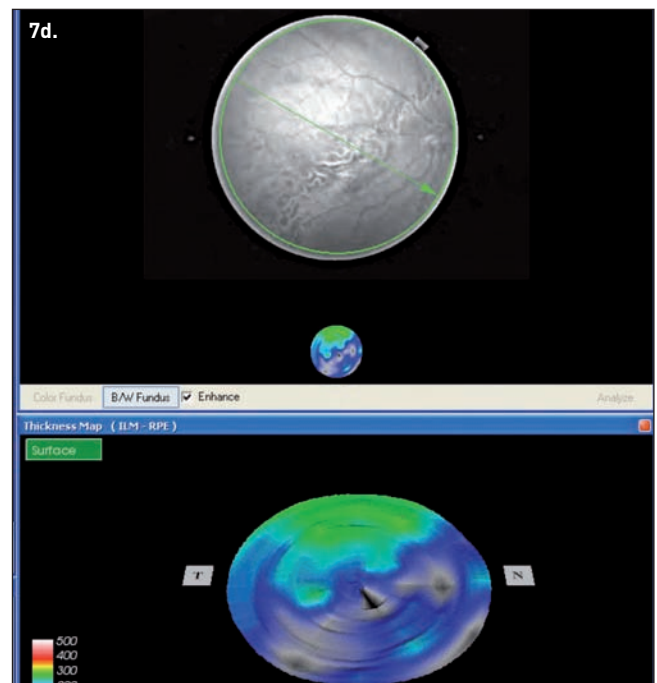 7d.
Color Fundus B/W Fundus Enhance Analyze
Thickness Map ( ILM - RPE )
Surface
T N
500
400
300